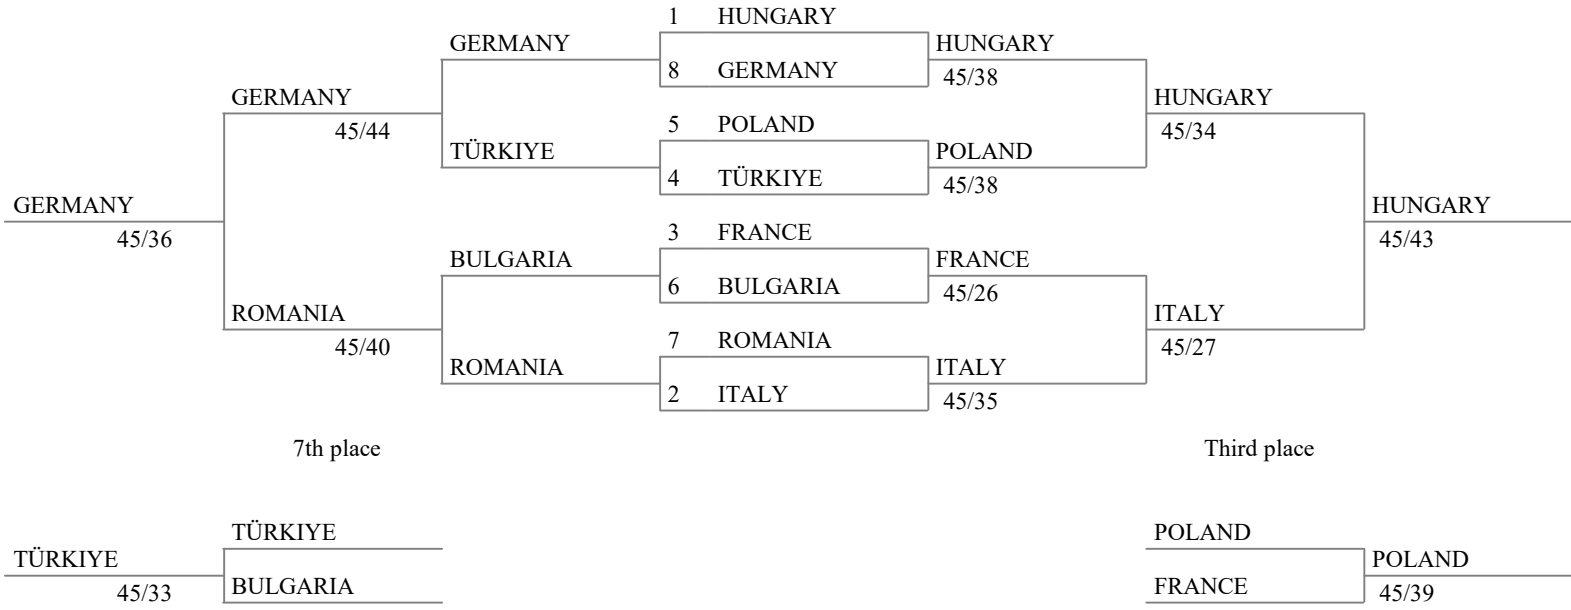 1 HUNGARY
GERMANY HUNGARY
8 GERMANY 45/38
GERMANY HUNGARY
45/44 5 POLAND 45/34
TÜRKIYE POLAND
4 TÜRKIYE 45/38
GERMANY HUNGARY
45/36 3 FRANCE 45/43
BULGARIA FRANCE
6 BULGARIA 45/26
ROMANIA ITALY
45/40 7 ROMANIA 45/27
ROMANIA ITALY
2 ITALY 45/35
7th place Third place
TÜRKIYE POLAND
TÜRKIYE POLAND
45/33 BULGARIA FRANCE 45/39